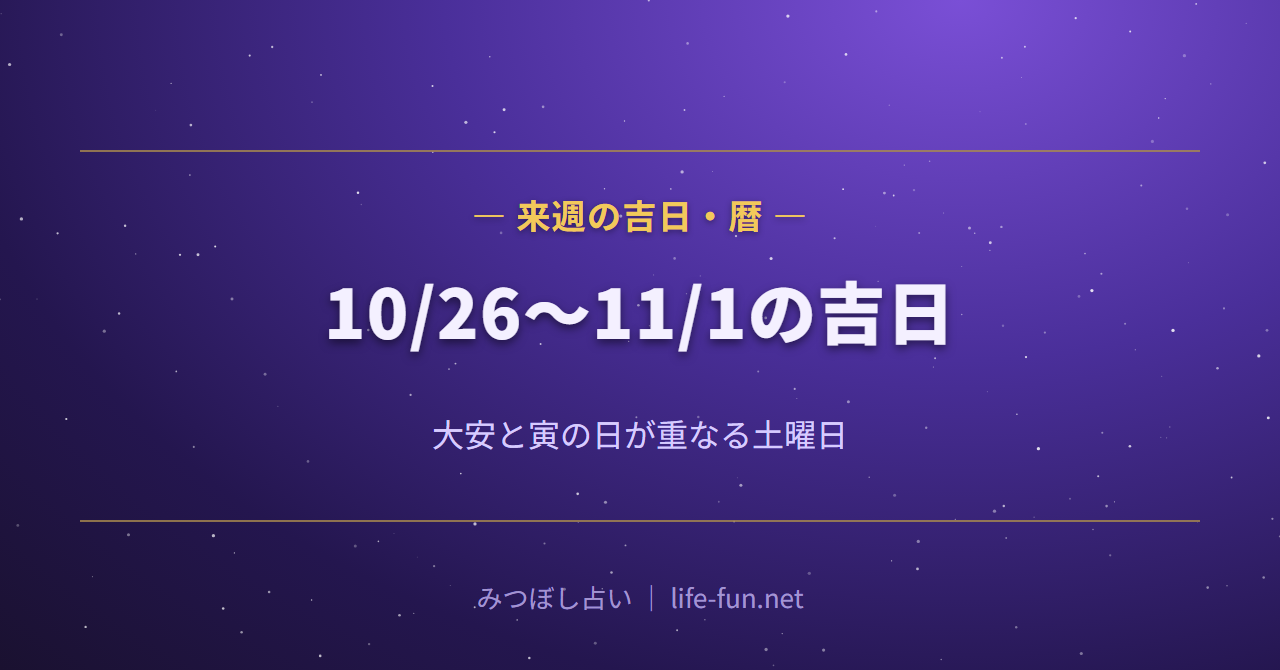 — 来週の吉日・暦 —
10/26〜11/1の吉日
大安と寅の日が重なる土曜日
みつぼし占い ｜ life-fun.net